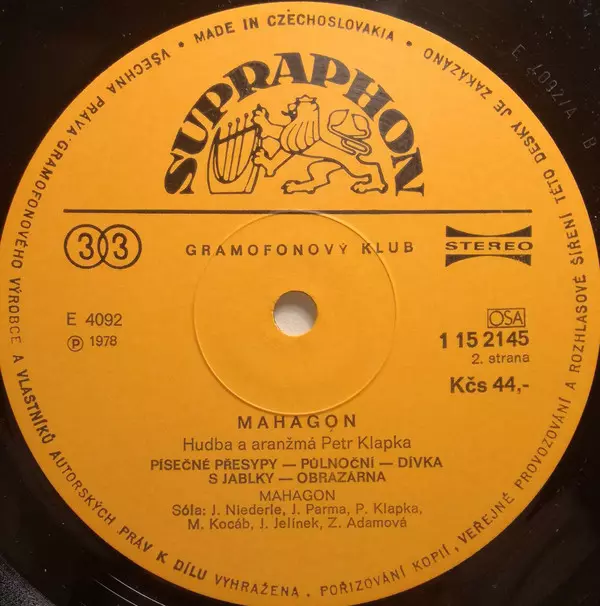 VŠECHNA PRÁVA GRAMOFONOVÉHO VÝROBCE A VLASTNÍKŮ AUTORSKÝCH PRÁV K DÍLU VYHRAŽENA. POŘIZOVÁNÍ KOPIÍ, VEŘEJNÉ PROVOZOVÁNÍ A ROZHLASOVÉ ŠÍŘENÍ TÉTO DESKY JE ZAKÁZÁNO • MADE IN CZECHOSLOVAKIA •
E 4092/4 B
SUPRAPHON
33
GRAMOFONOVÝ KLUB
STEREO
E 4092
℗ 1978
OSA
1 15 2145
2. strana
Kčs 44,-
MAHAGON
Hudba a aranžmá Petr Klapka
PÍSEČNÉ PŘESYPY — PŮLNOČNÍ — DÍVKA
S JABLKY — OBRAZÁRNA
MAHAGON
Sóla: J. Niederle, J. Parma, P. Klapka,
M. Kocáb, J. Jelínek, Z. Adamová